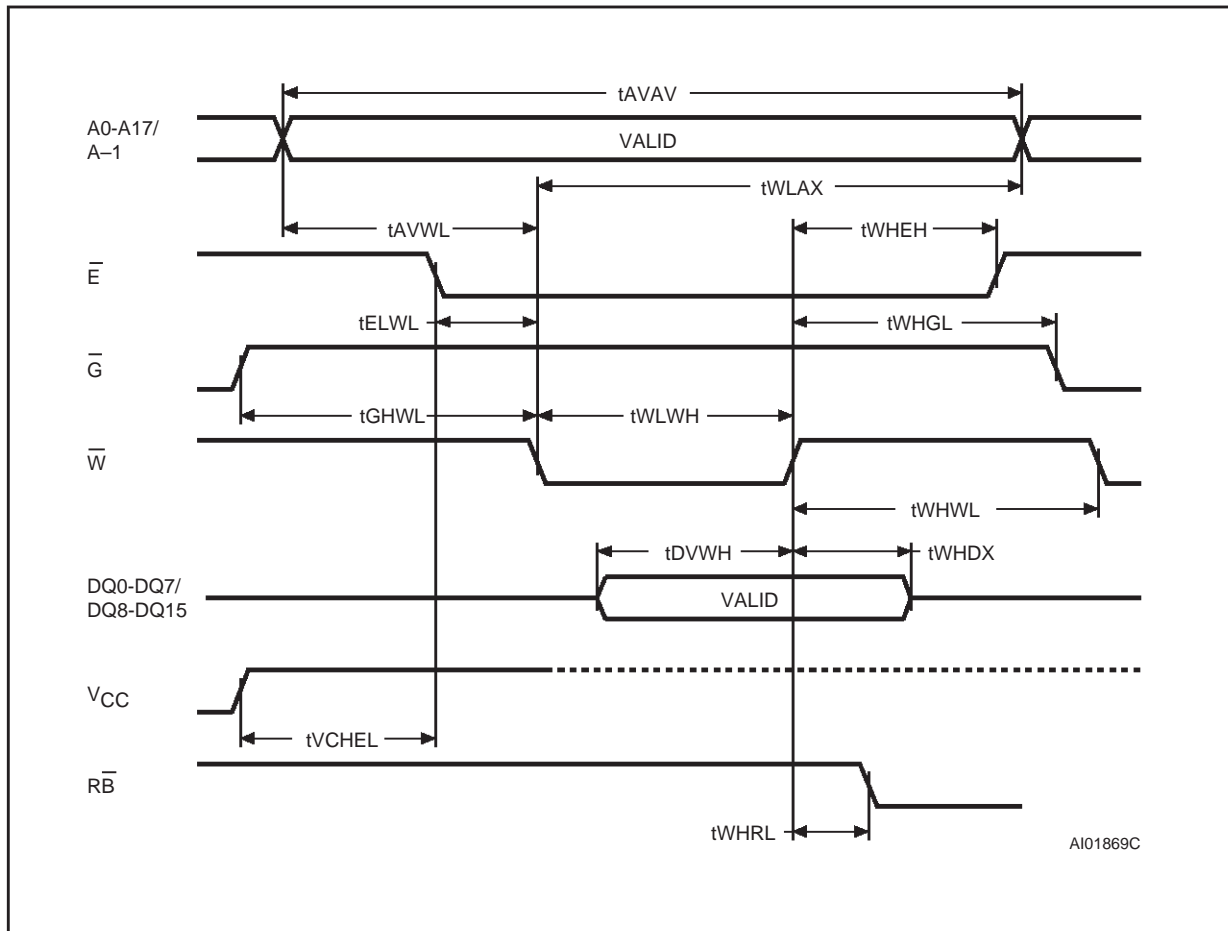 tAVAV
A0-A17/
A–1
VALID
tWLAX
tAVWL
tWHEH
E̅
tELWL
tWHGL
G̅
tGHWL
tWLWH
W̅
tWHWL
tDVWH
tWHDX
DQ0-DQ7/
DQ8-DQ15
VALID
VCC
tVCHEL
RB̅
tWHRL
AI01869C